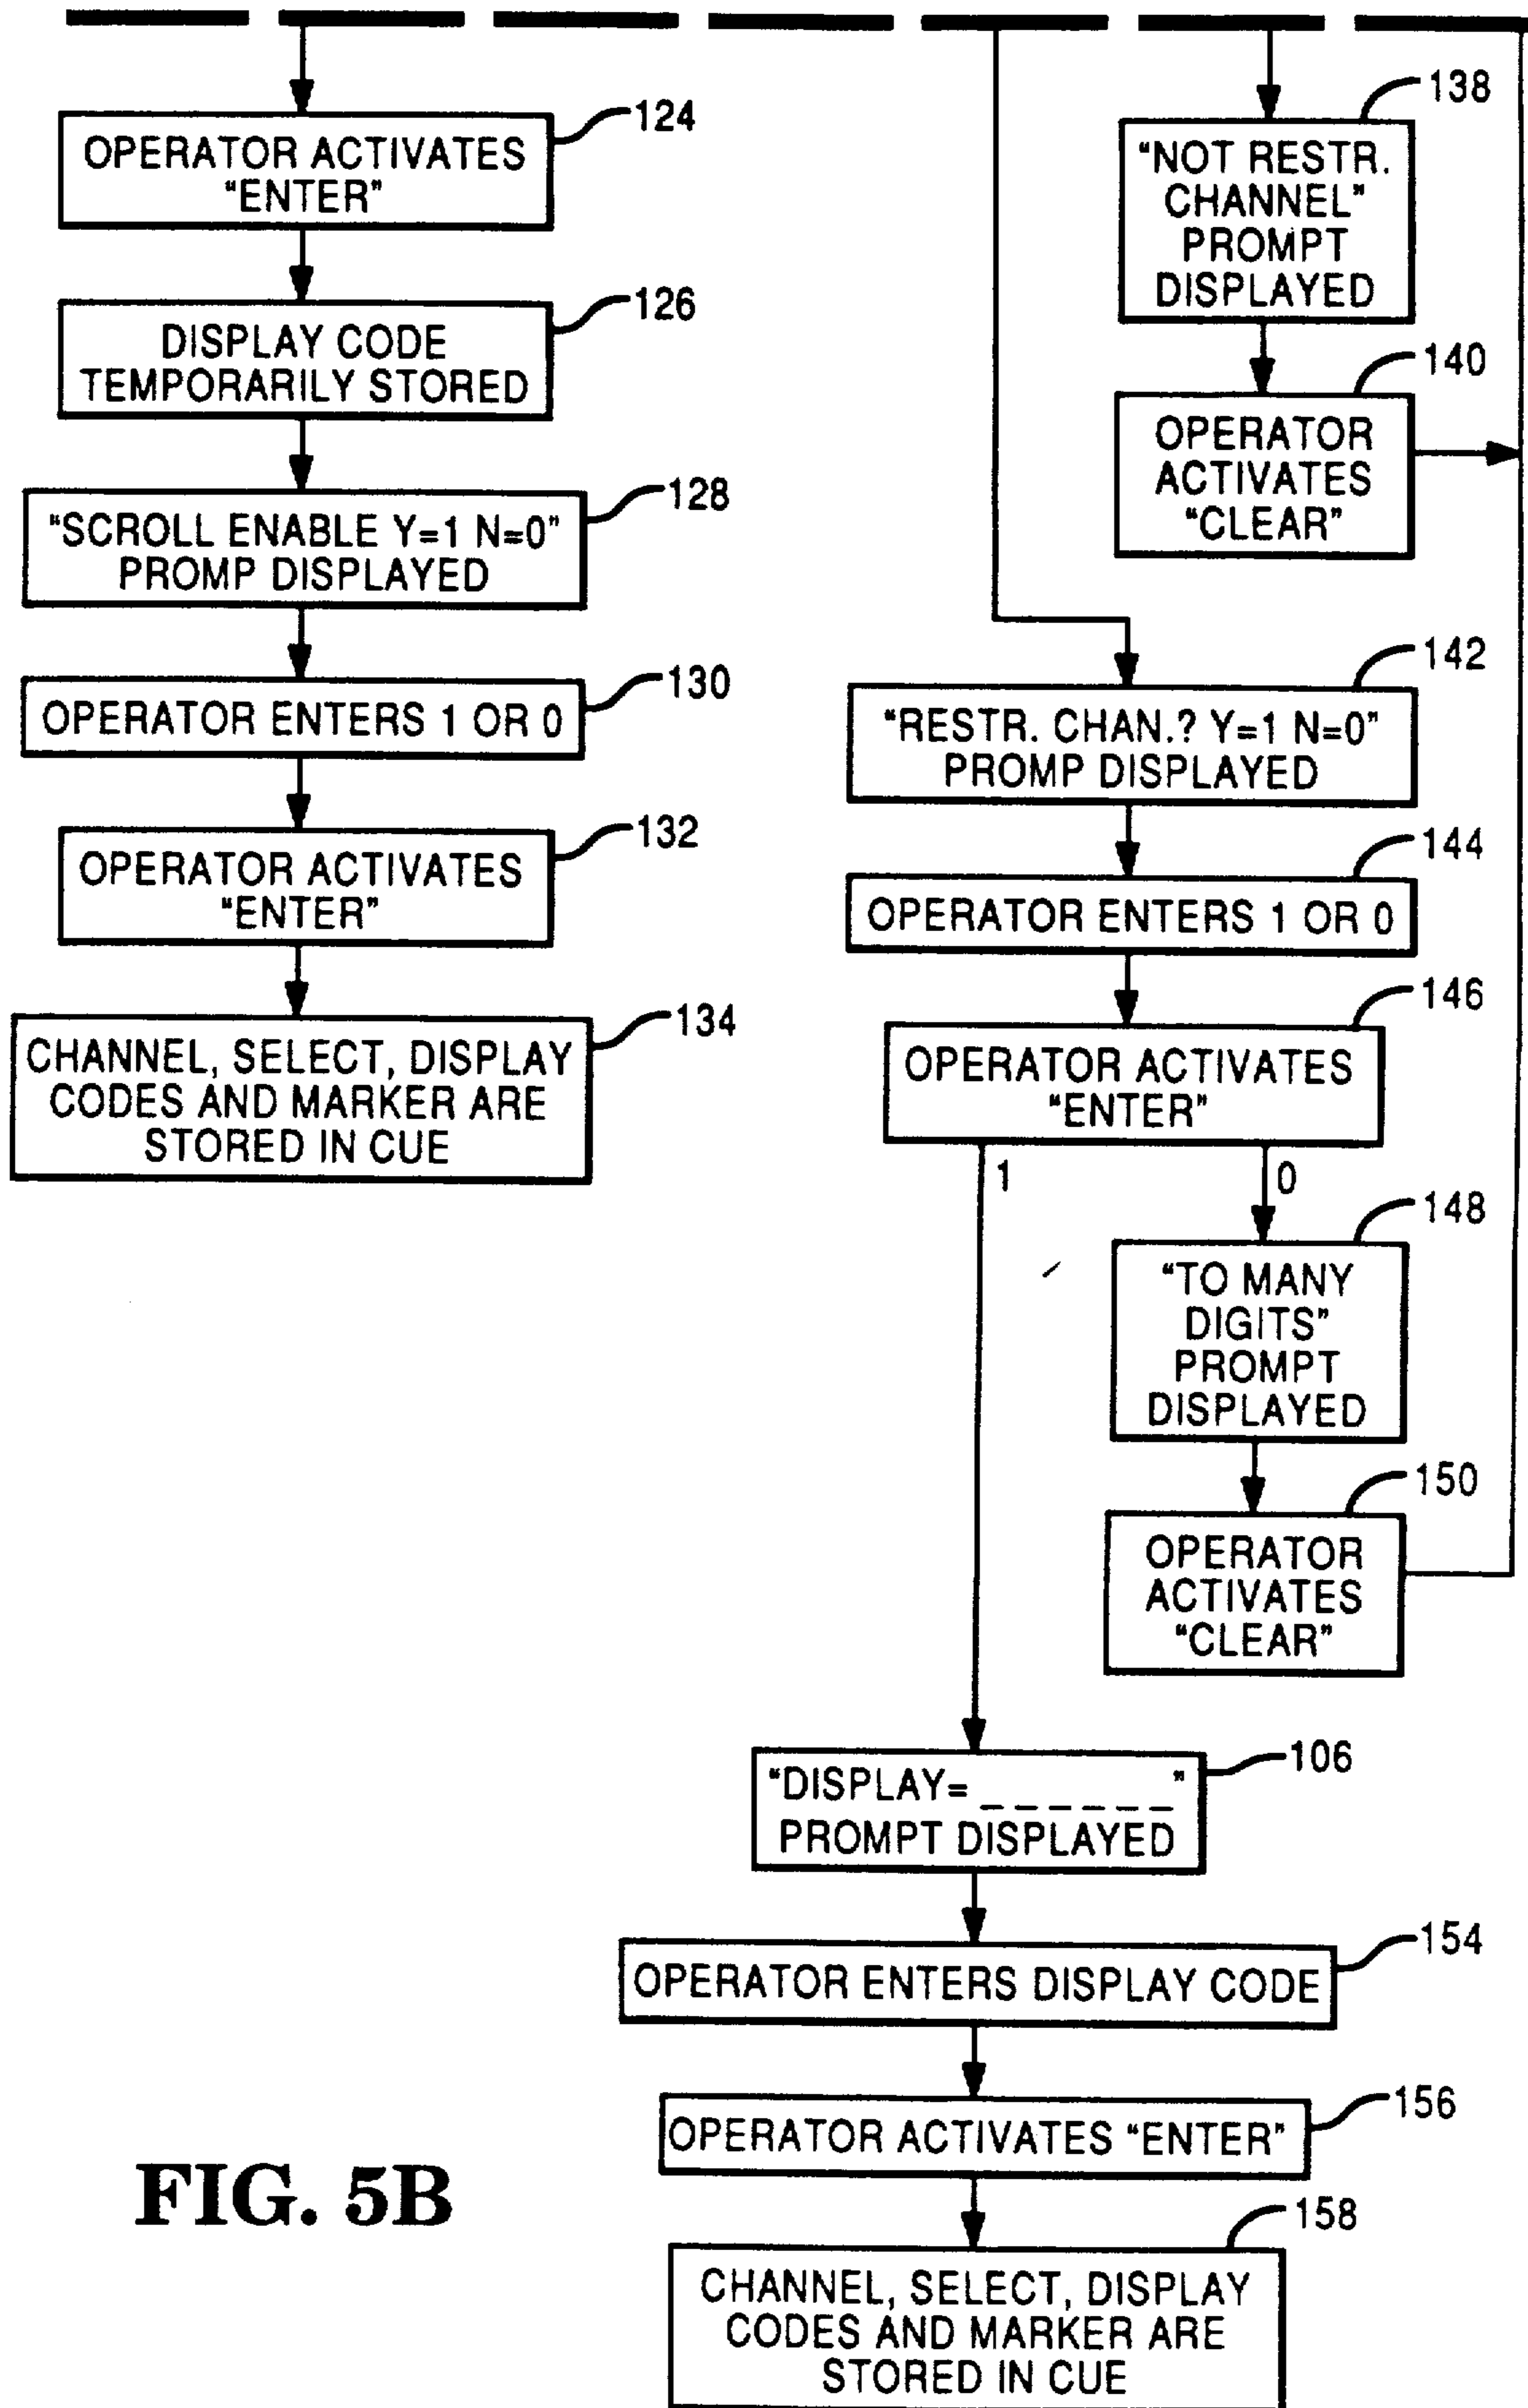 124
OPERATOR ACTIVATES
"ENTER"
126
DISPLAY CODE
TEMPORARILY STORED
128
"SCROLL ENABLE Y=1 N=0"
PROMP DISPLAYED
130
OPERATOR ENTERS 1 OR 0
132
OPERATOR ACTIVATES
"ENTER"
134
CHANNEL, SELECT, DISPLAY
CODES AND MARKER ARE
STORED IN CUE
138
"NOT RESTR.
CHANNEL"
PROMPT
DISPLAYED
140
OPERATOR
ACTIVATES
"CLEAR"
142
"RESTR. CHAN.? Y=1 N=0"
PROMP DISPLAYED
144
OPERATOR ENTERS 1 OR 0
146
OPERATOR ACTIVATES
"ENTER"
1
0
148
"TO MANY
DIGITS"
PROMPT
DISPLAYED
150
OPERATOR
ACTIVATES
"CLEAR"
106
"DISPLAY= _ _ _ _ _ _ "
PROMPT DISPLAYED
154
OPERATOR ENTERS DISPLAY CODE
156
OPERATOR ACTIVATES "ENTER"
158
CHANNEL, SELECT, DISPLAY
CODES AND MARKER ARE
STORED IN CUE
FIG. 5B